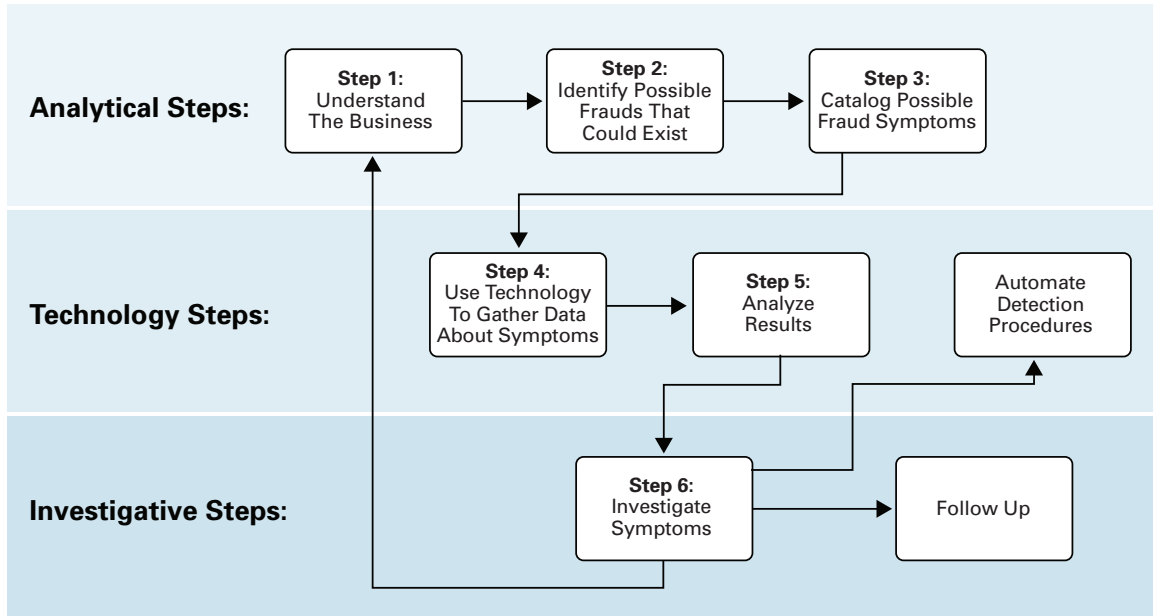 Analytical Steps:
Step 1:
Understand
The Business
Step 2:
Identify Possible
Frauds That
Could Exist
Step 3:
Catalog Possible
Fraud Symptoms
Technology Steps:
Step 4:
Use Technology
To Gather Data
About Symptoms
Step 5:
Analyze
Results
Automate
Detection
Procedures
Investigative Steps:
Step 6:
Investigate
Symptoms
Follow Up